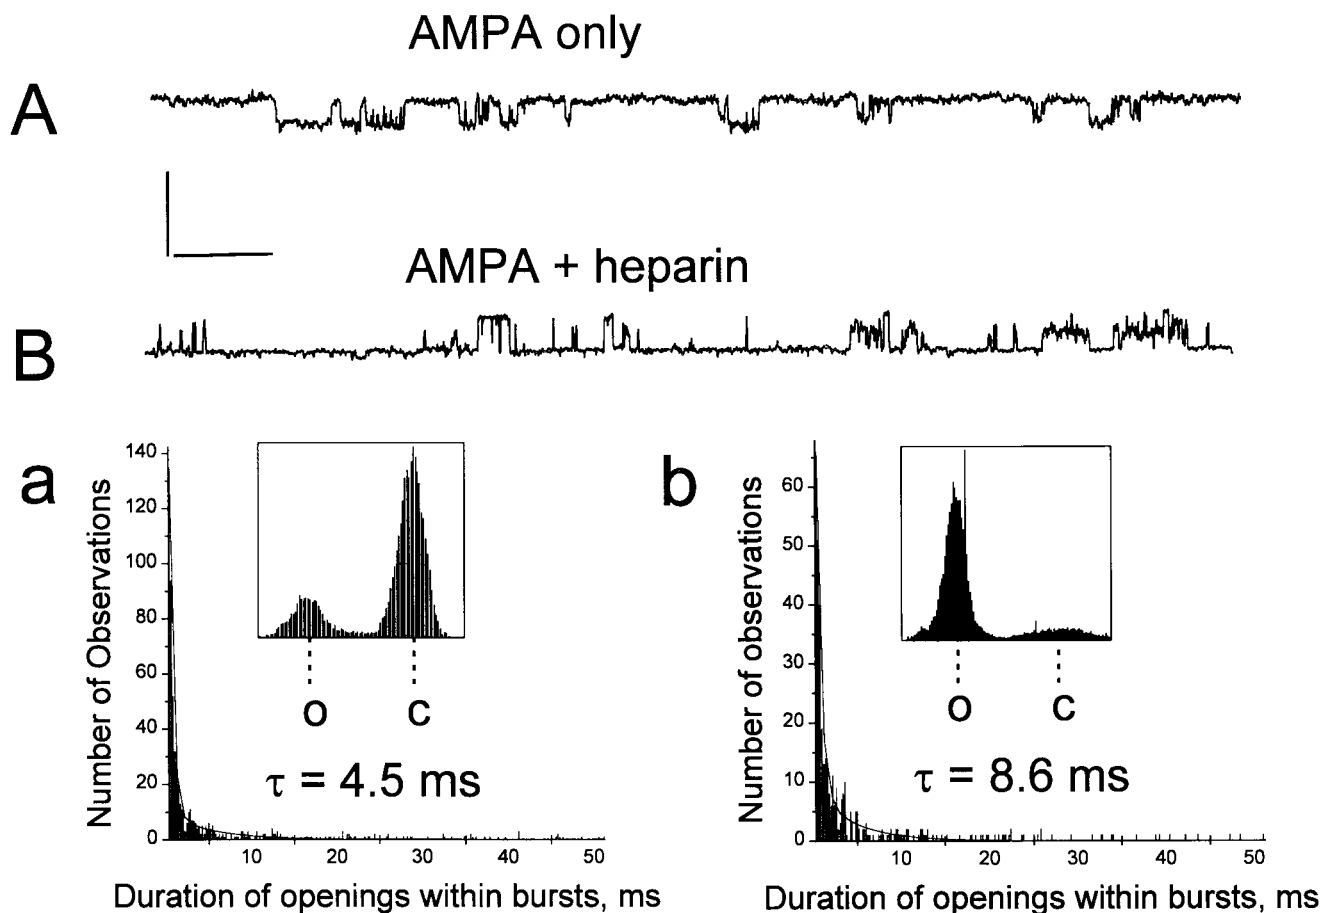 AMPA only
A
AMPA + heparin
B
a
Number of Observations
140
120
100
80
60
40
20
0
o
c
τ = 4.5 ms
10
20
30
40
50
Duration of openings within bursts, ms
b
Number of observations
60
50
40
30
20
10
0
o
c
τ = 8.6 ms
10
20
30
40
50
Duration of openings within bursts, ms